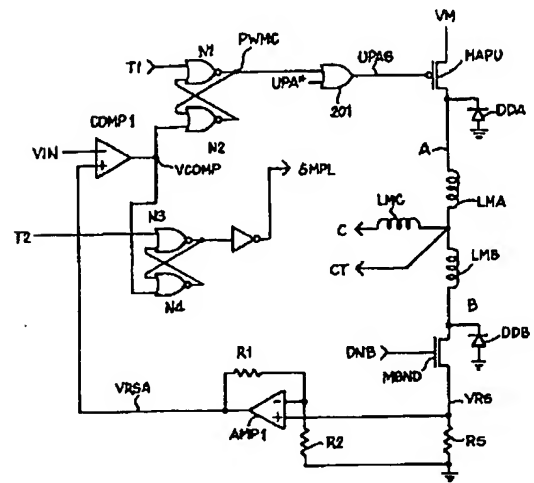 VM
N1
PWMC
T1
UPAG
MAPU
UPA*
201
COMP1
DDA
VIN
N2
A
VCOMP
SMPL
LMC
LMA
N3
C
T2
LMB
CT
N4
B
DDB
R1
DNB
MBND
VRSA
VRS
AMP1
R2
RS